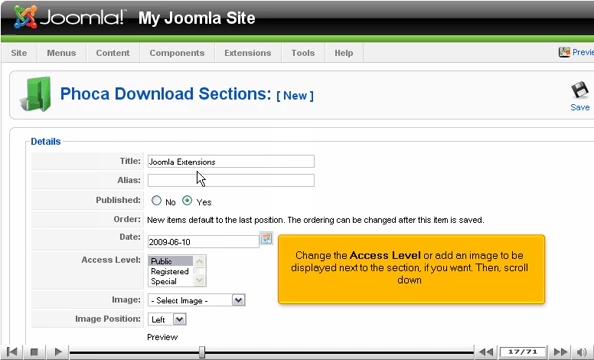 Joomla! My Joomla Site
Site Menus Content Components Extensions Tools Help
Phoca Download Sections: [ New ]
Save
Details
Title: Joomla Extensions
Alias:
Published: No Yes
Order: New items default to the last position. The ordering can be changed after this item is saved.
Date: 2009-06-10
Access Level: Public
Registered
Special
Change the Access Level or add an image to be
displayed next to the section, if you want. Then, scroll
down
Image: - Select Image -
Image Position: Left
Preview
17/71